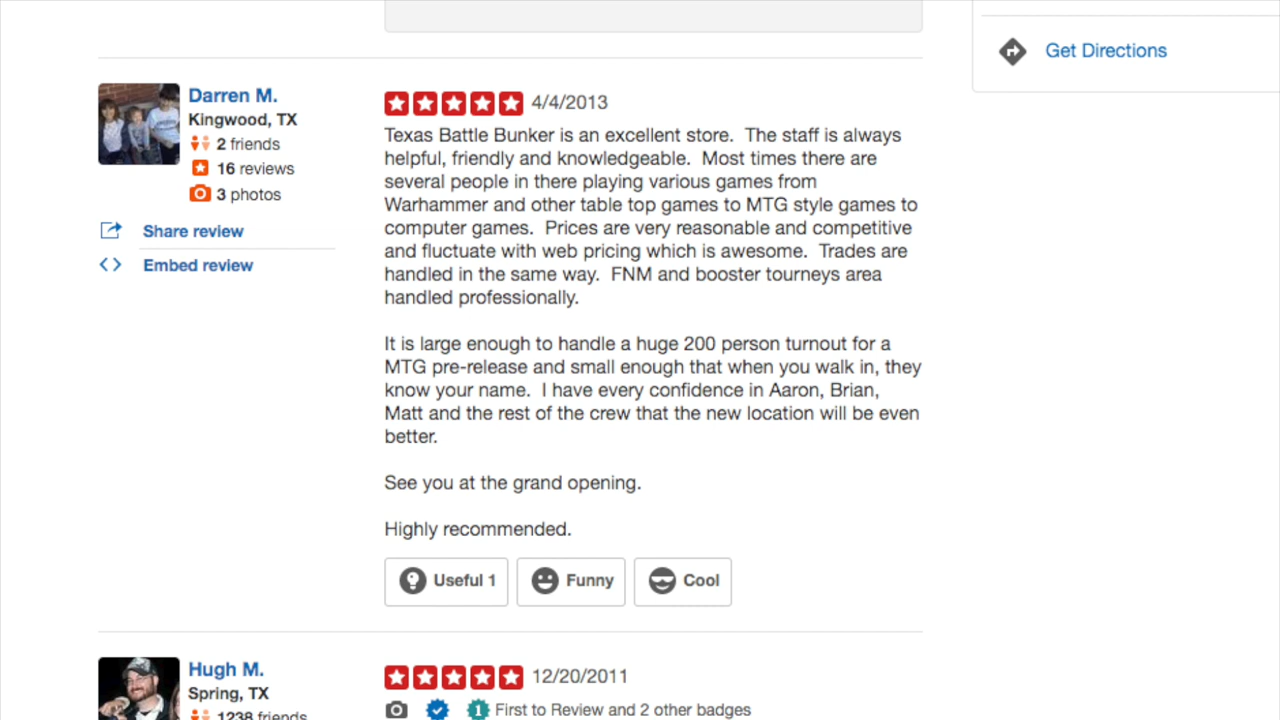 Get Directions
Darren M.
Kingwood, TX
2 friends
16 reviews
3 photos
Share review
Embed review
4/4/2013
Texas Battle Bunker is an excellent store.  The staff is always
helpful, friendly and knowledgeable.  Most times there are
several people in there playing various games from
Warhammer and other table top games to MTG style games to
computer games.  Prices are very reasonable and competitive
and fluctuate with web pricing which is awesome.  Trades are
handled in the same way.  FNM and booster tourneys area
handled professionally.
It is large enough to handle a huge 200 person turnout for a
MTG pre-release and small enough that when you walk in, they
know your name.  I have every confidence in Aaron, Brian,
Matt and the rest of the crew that the new location will be even
better.
See you at the grand opening.
Highly recommended.
Useful 1 Funny Cool
Hugh M.
Spring, TX
1238 friends
12/20/2011
1 First to Review and 2 other badges